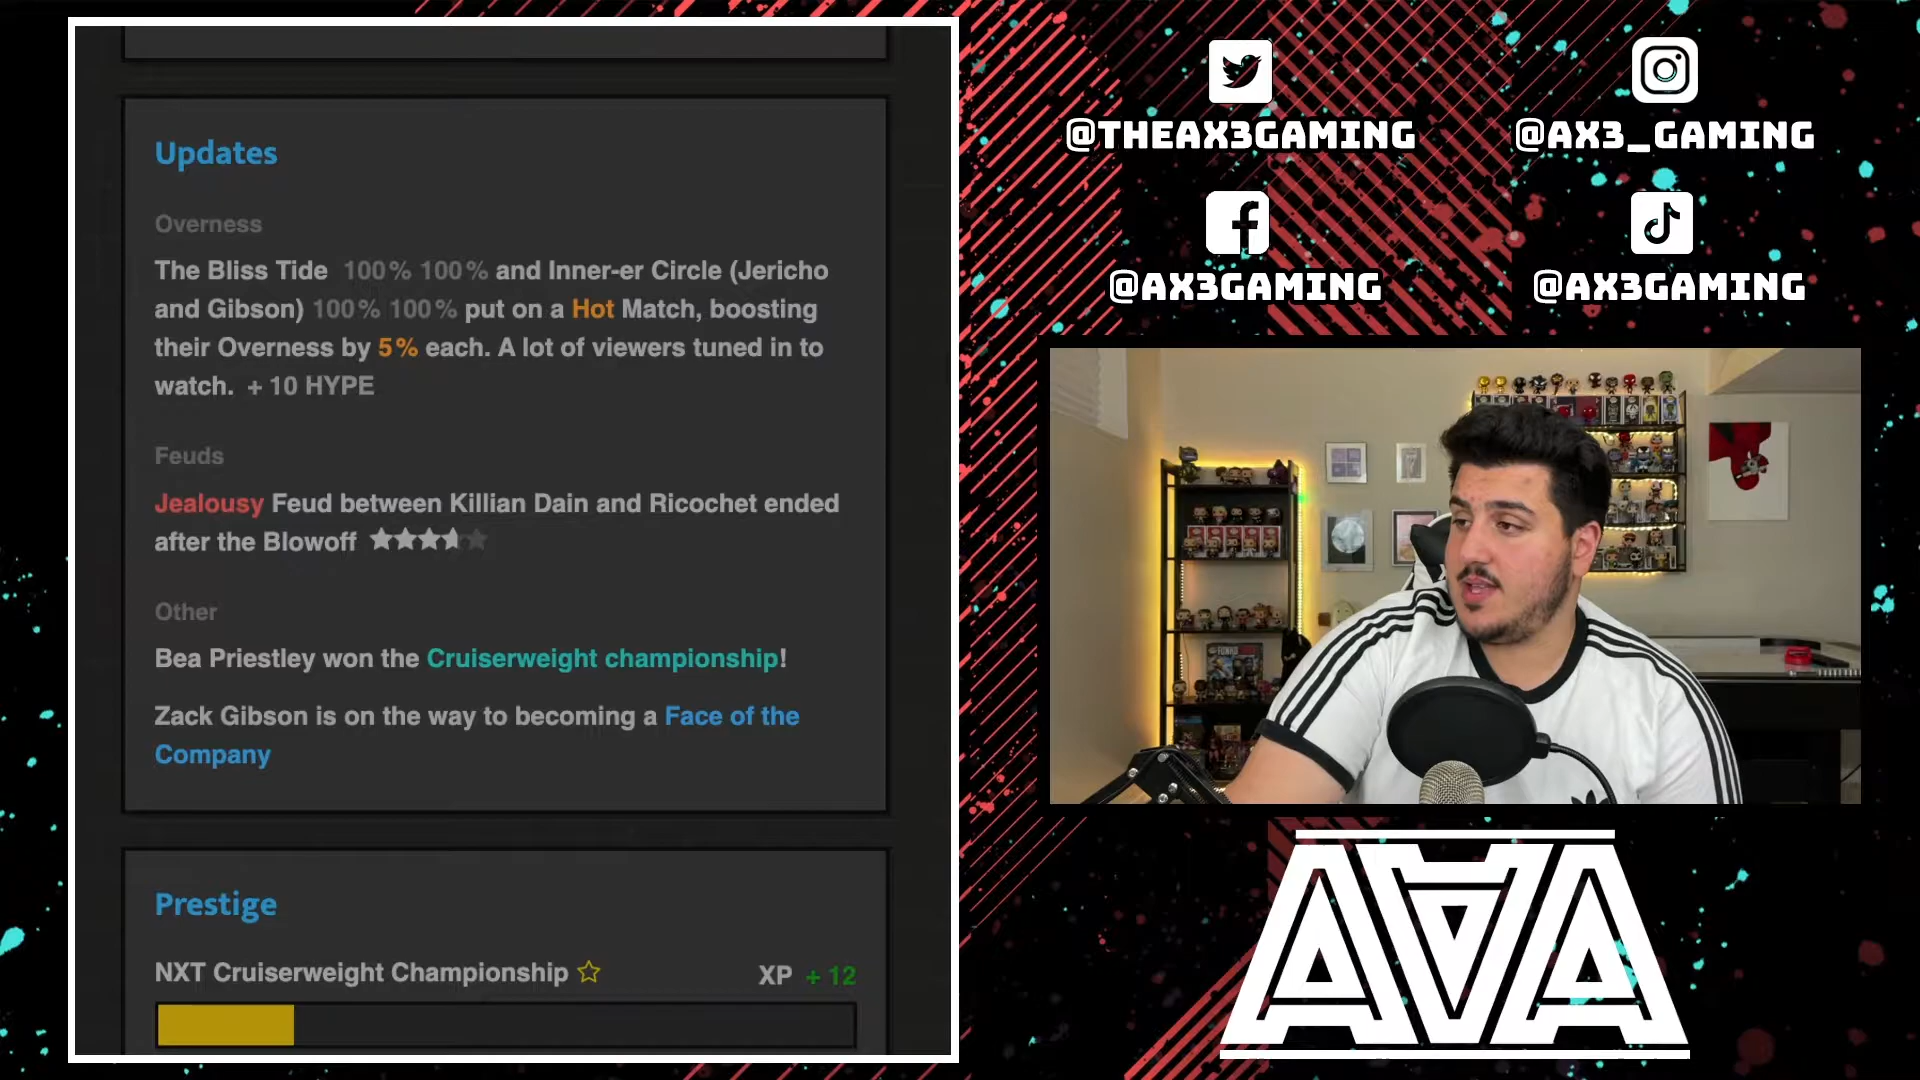 Updates
Overness
The Bliss Tide 100% 100% and Inner-er Circle (Jericho
and Gibson) 100% 100% put on a Hot Match, boosting
their Overness by 5% each. A lot of viewers tuned in to
watch. + 10 HYPE
Feuds
Jealousy Feud between Killian Dain and Ricochet ended
after the Blowoff
Other
Bea Priestley won the Cruiserweight championship!
Zack Gibson is on the way to becoming a Face of the
Company
Prestige
NXT Cruiserweight Championship XP + 12
@THEAX3GAMING
@AX3_GAMING
@AX3GAMING
@AX3GAMING